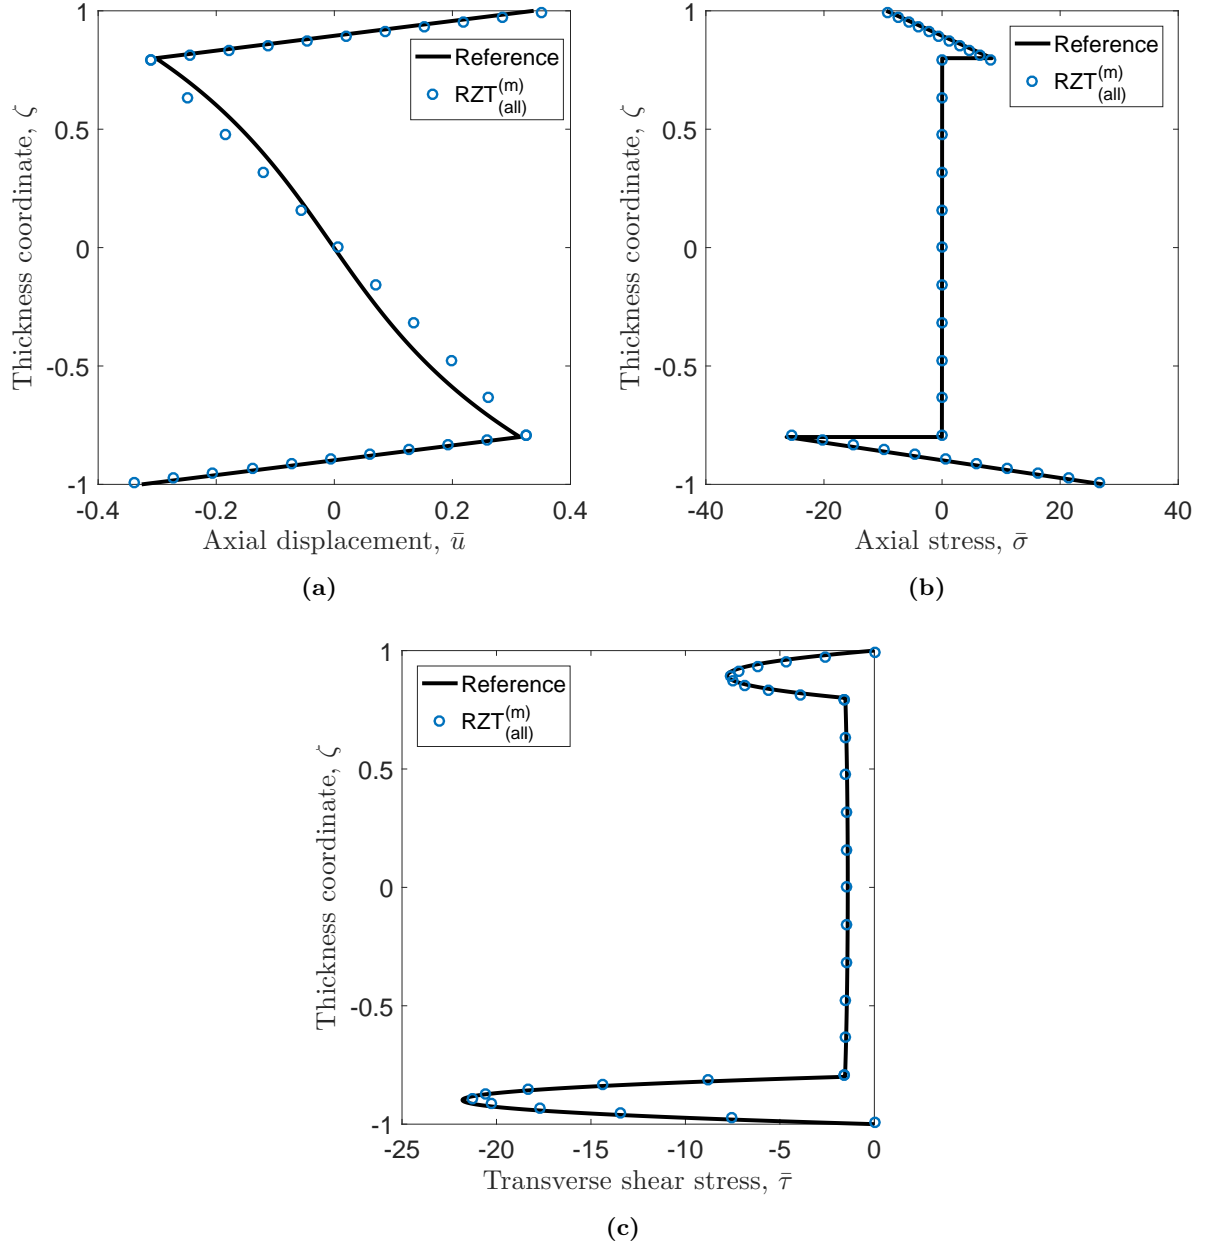 1
0.5
0
-0.5
-1
Thickness coordinate, ζ
Reference
RZT(m)(all)
-0.4
-0.2
0
0.2
0.4
Axial displacement, ū
(a)
1
0.5
0
-0.5
-1
Thickness coordinate, ζ
Reference
RZT(m)(all)
-40
-20
0
20
40
Axial stress, σ̄
(b)
1
0.5
0
-0.5
-1
Thickness coordinate, ζ
Reference
RZT(m)(all)
-25
-20
-15
-10
-5
0
Transverse shear stress, τ̄
(c)